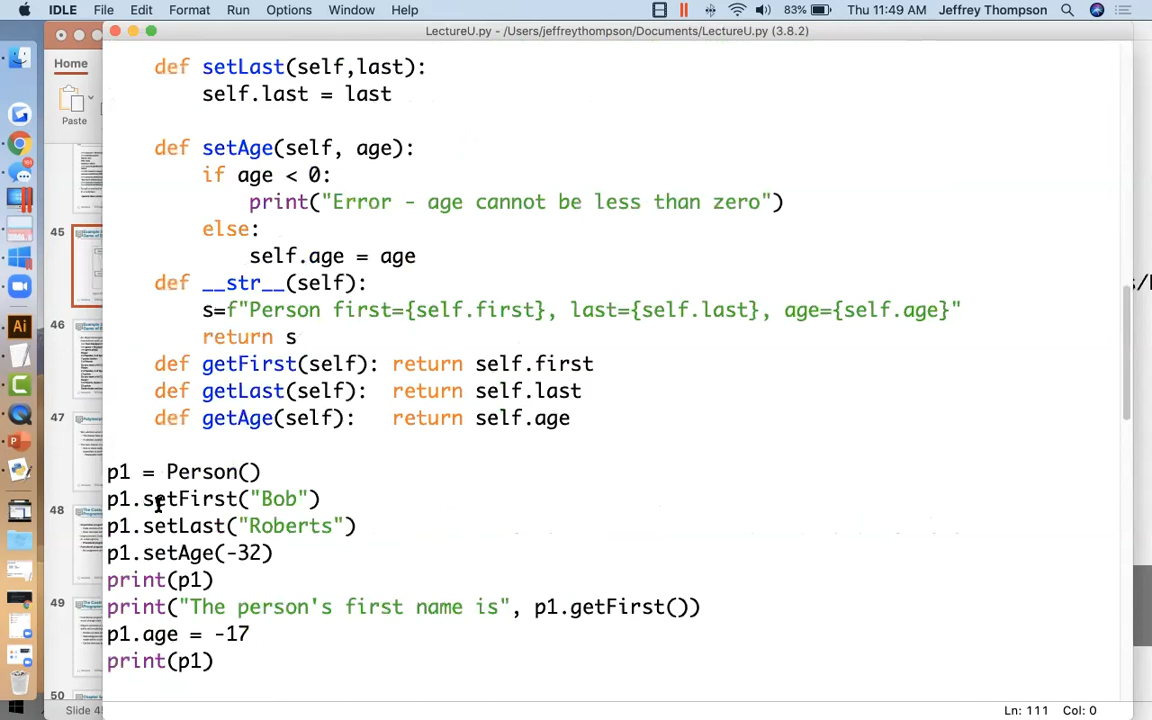 IDLE File Edit Format Run Options Window Help 83% Thu 11:49 AM Jeffrey Thompson
LectureU.py - /Users/jeffreythompson/Documents/LectureU.py (3.8.2)
Home
Paste
def setLast(self,last):
self.last = last
def setAge(self, age):
if age < 0:
print("Error - age cannot be less than zero")
else:
self.age = age
def __str__(self):
s=f"Person first={self.first}, last={self.last}, age={self.age}"
return s
def getFirst(self): return self.first
def getLast(self): return self.last
def getAge(self): return self.age
p1 = Person()
p1.setFirst("Bob")
p1.setLast("Roberts")
p1.setAge(-32)
print(p1)
print("The person's first name is", p1.getFirst())
p1.age = -17
print(p1)
45
46
47
48
49
50
Ai
Slide 4
Ln: 111 Col: 0